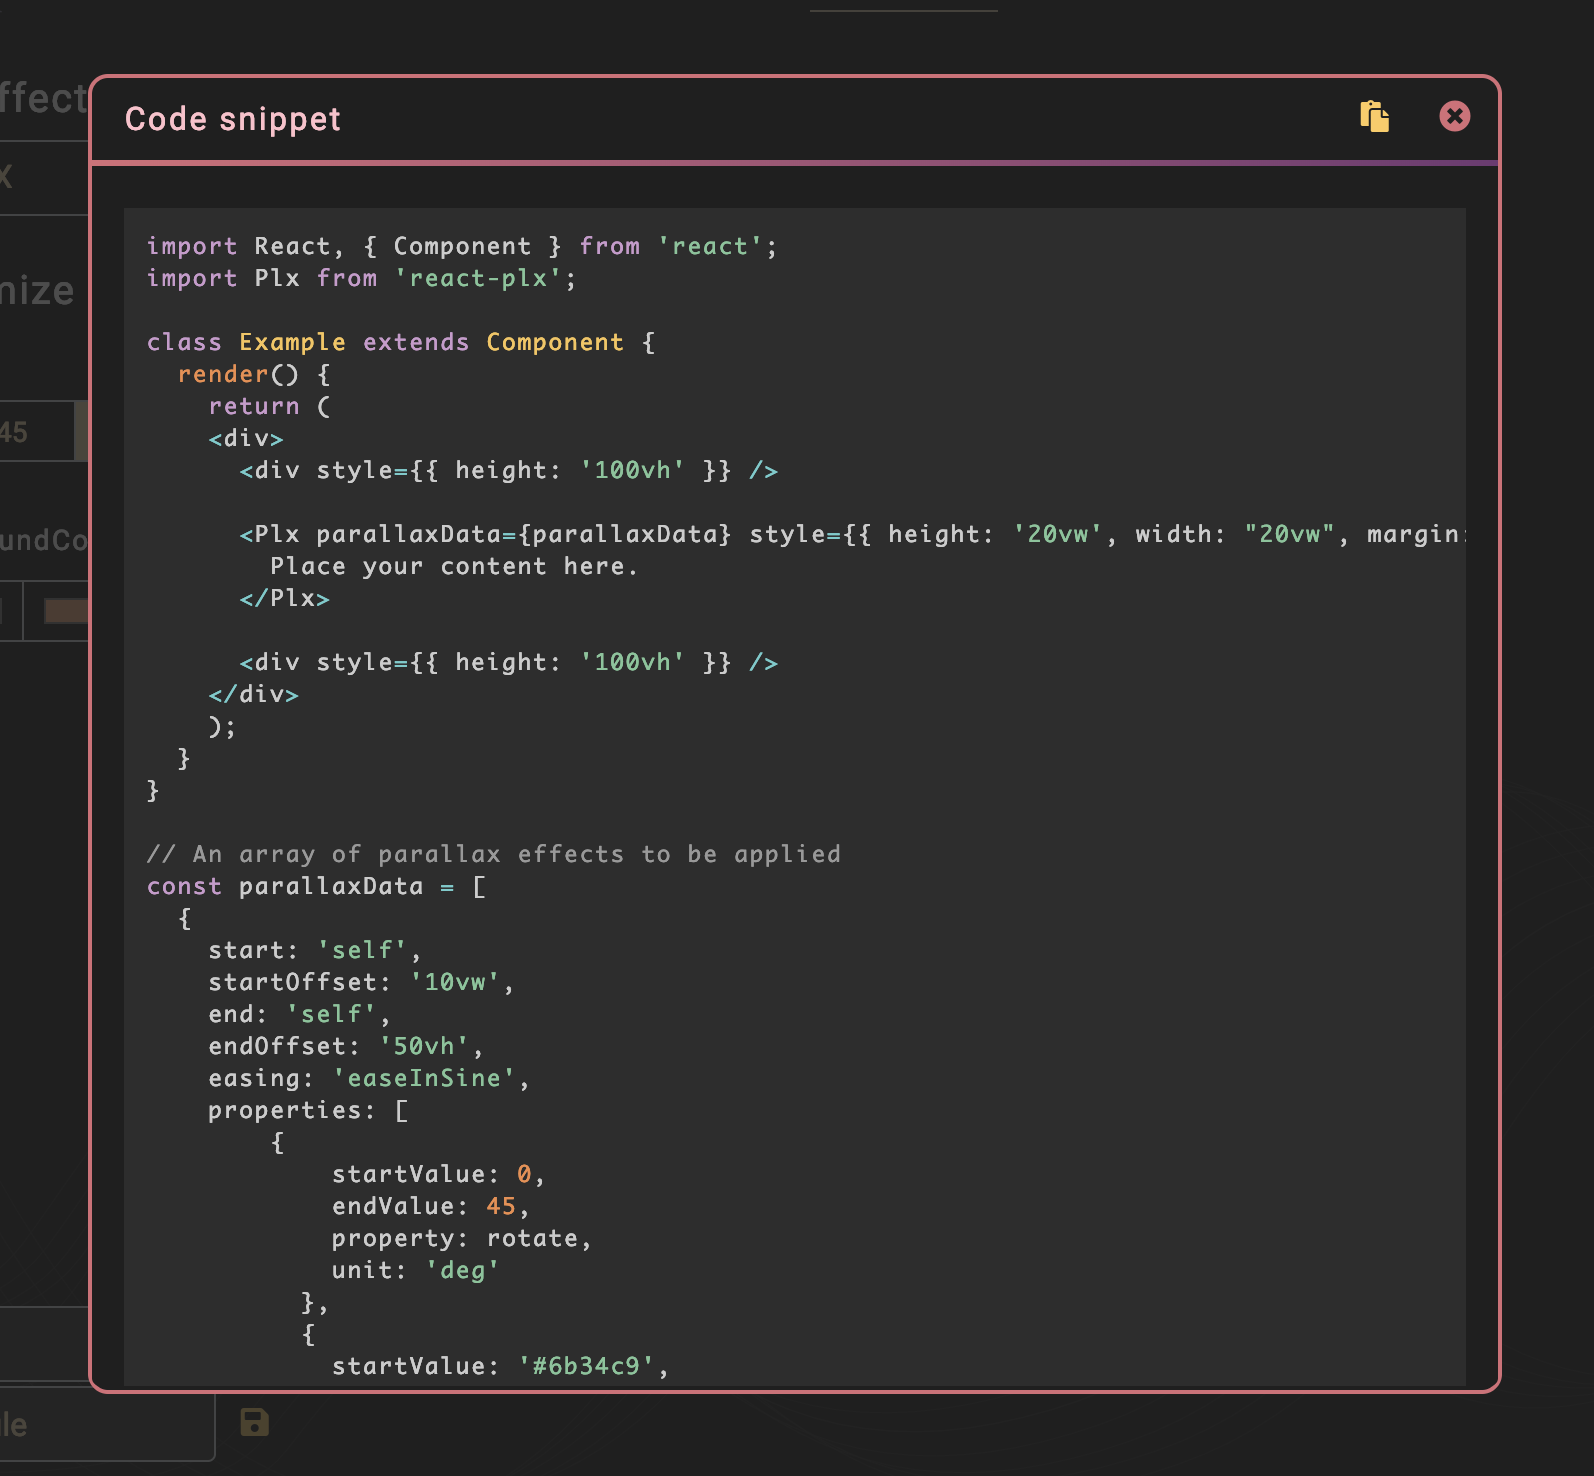 ffect
X
mize
45
undCo
le
Code snippet
import React, { Component } from 'react';
import Plx from 'react-plx';
class Example extends Component {
render() {
return (
<div>
<div style={{ height: '100vh' }} />
<Plx parallaxData={parallaxData} style={{ height: '20vw', width: "20vw", margin:
Place your content here.
</Plx>
<div style={{ height: '100vh' }} />
</div>
);
}
}
// An array of parallax effects to be applied
const parallaxData = [
{
start: 'self',
startOffset: '10vw',
end: 'self',
endOffset: '50vh',
easing: 'easeInSine',
properties: [
{
startValue: 0,
endValue: 45,
property: rotate,
unit: 'deg'
},
{
startValue: '#6b34c9',